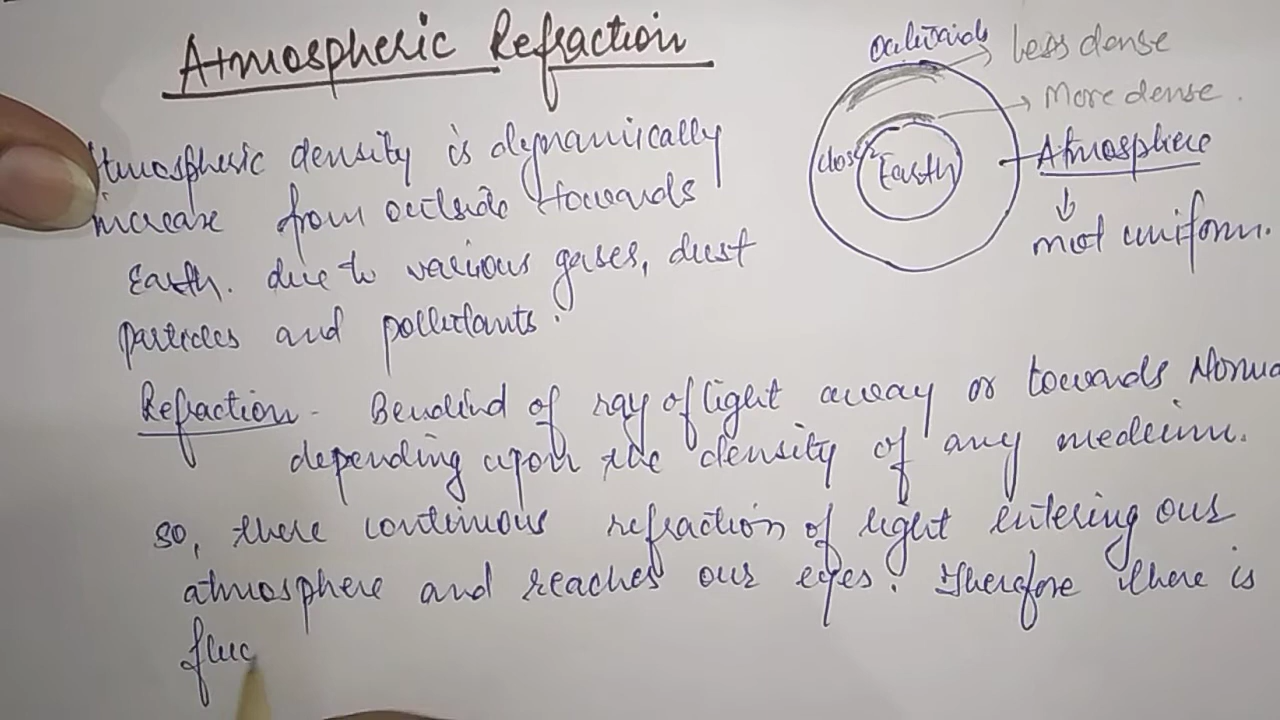 Atmospheric Refraction
Atmospheric density is dynamically
increase from outside towards
Earth. due to various gases, dust
particles and pollutants.
outwards
less dense
More dense.
closer
Earth
Atmosphere
not uniform.
Refraction - Bendind of ray of light away or towards Norma
depending upon the density of any medium.
so, there continuous refraction of light entering our
atmosphere and reaches our eyes. Therefore there is
fluc